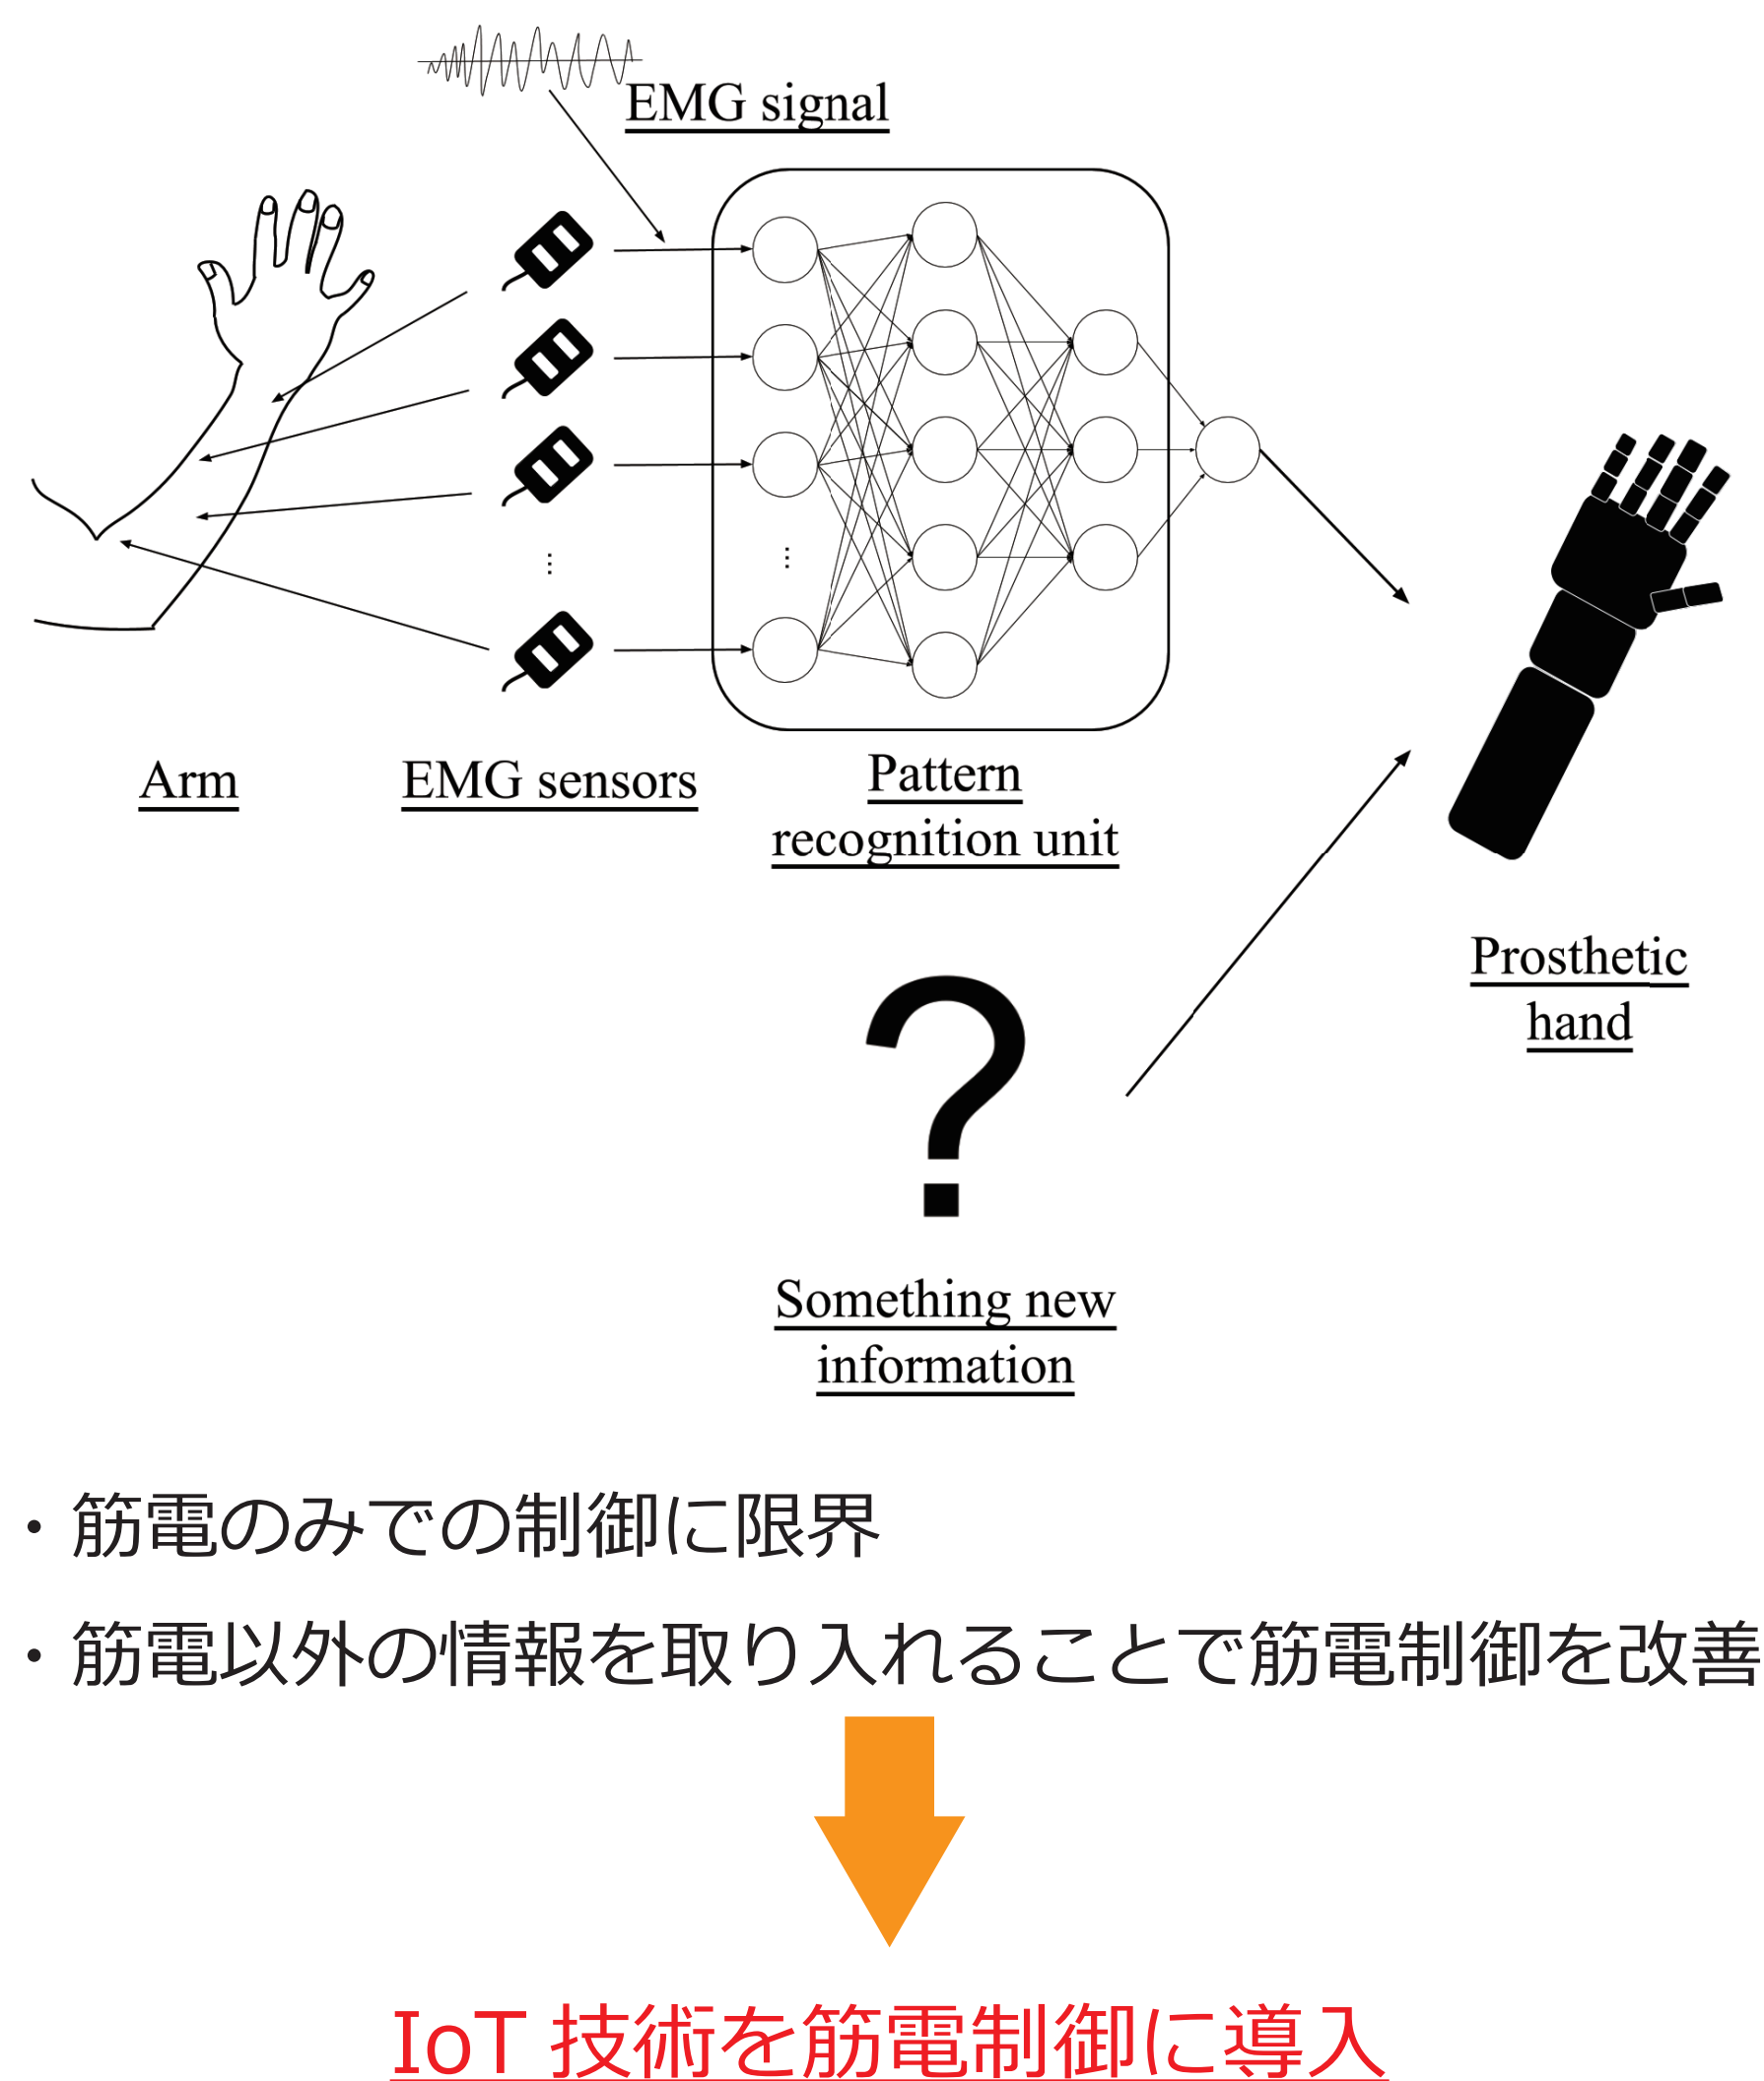 EMG signal
Arm
EMG sensors
Pattern
recognition unit
Prosthetic
hand
Something new
information
・筋電のみでの制御に限界
・筋電以外の情報を取り入れることで筋電制御を改善
IoT 技術を筋電制御に導入